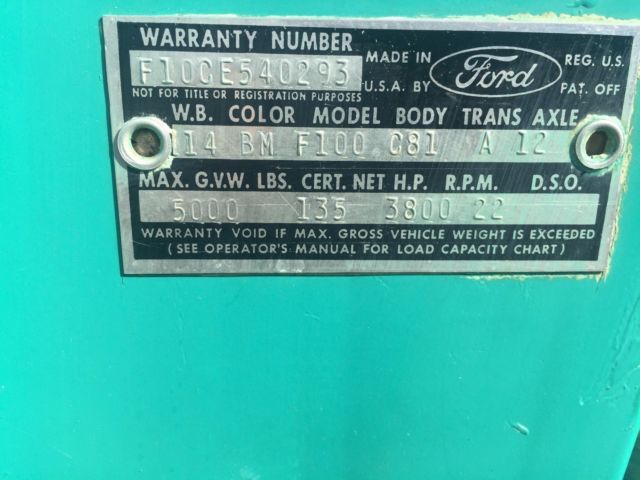 WARRANTY NUMBER
F10CE540293
MADE IN
U.S.A. BY
Ford
REG. U.S.
PAT. OFF
NOT FOR TITLE OR REGISTRATION PURPOSES
W.B. COLOR MODEL BODY TRANS AXLE
114 BM F100 C81 A 12
MAX. G.V.W. LBS. CERT. NET H.P. R.P.M. D.S.O.
5000 135 3800 22
WARRANTY VOID IF MAX. GROSS VEHICLE WEIGHT IS EXCEEDED
(SEE OPERATOR'S MANUAL FOR LOAD CAPACITY CHART)